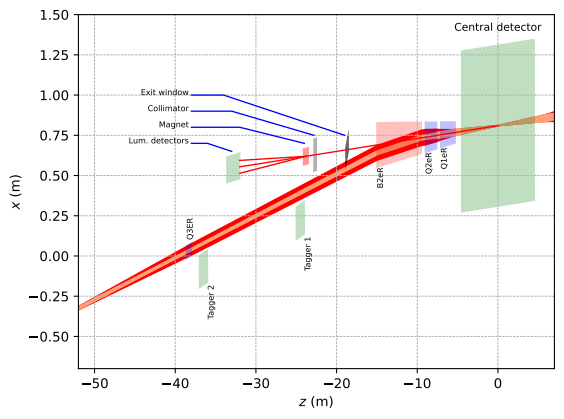 Central detector
Exit window
Collimator
Magnet
Lum. detectors
B2eR
Q2eR
Q1eR
Q3ER
Tagger 1
Tagger 2
1.50
1.25
1.00
0.75
0.50
0.25
0.00
−0.25
−0.50
x (m)
−50
−40
−30
−20
−10
0
z (m)